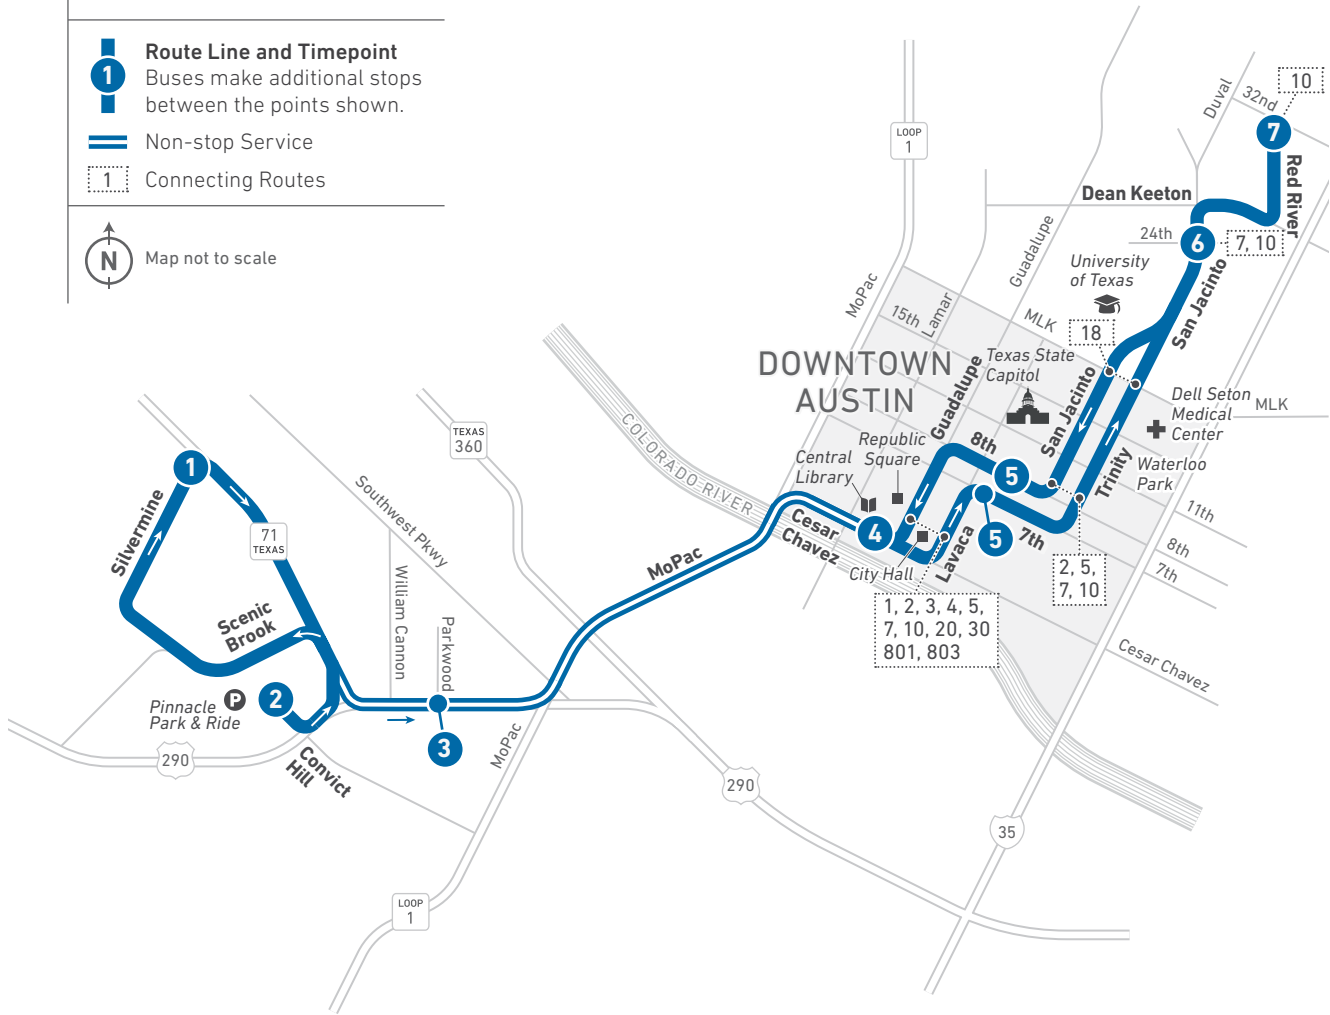 1
Route Line and Timepoint
Buses make additional stops
between the points shown.
Non-stop Service
1
Connecting Routes
N
Map not to scale
10
32nd
Duval
7
Red River
LOOP
1
Dean Keeton
24th
6
7, 10
University
of Texas
San Jacinto
Guadalupe
MoPac
Lamar
15th
MLK
18
DOWNTOWN
AUSTIN
Texas State
Capitol
Guadalupe
San Jacinto
Dell Seton
Medical
Center
MLK
8th
Republic
Square
Central
Library
Trinity
Waterloo
Park
11th
8th
7th
5
5
7th
4
Cesar
Chavez
Lavaca
City Hall
2, 5,
7, 10
1, 2, 3, 4, 5,
7, 10, 20, 30
801, 803
Cesar Chavez
COLORADO RIVER
TEXAS
360
Southwest Pkwy
1
Silvermine
71
TEXAS
Scenic
Brook
William Cannon
Parkwood
MoPac
2
P
Pinnacle
Park & Ride
3
MoPac
290
Convict
Hill
290
35
LOOP
1